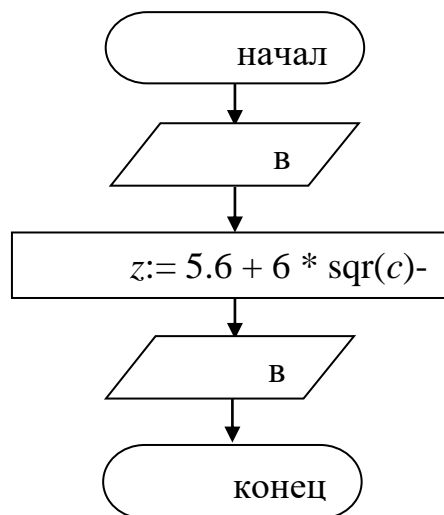 начал
в
z:= 5.6 + 6 * sqr(c)-
в
конец